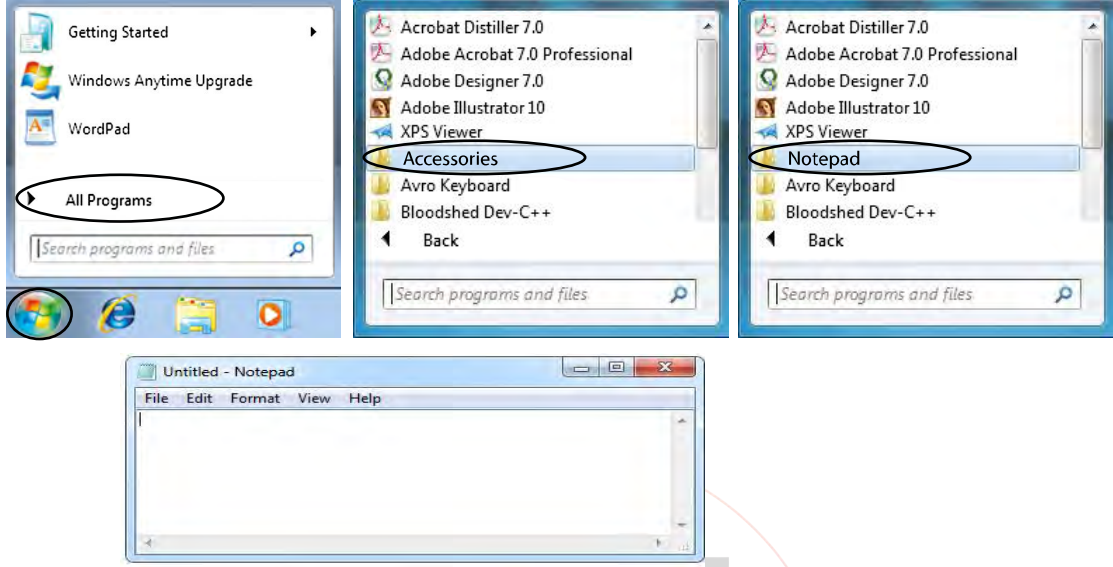 Getting Started
Windows Anytime Upgrade
WordPad
All Programs
Search programs and files
Acrobat Distiller 7.0
Adobe Acrobat 7.0 Professional
Adobe Designer 7.0
Adobe Illustrator 10
XPS Viewer
Accessories
Avro Keyboard
Bloodshed Dev-C++
Back
Search programs and files
Acrobat Distiller 7.0
Adobe Acrobat 7.0 Professional
Adobe Designer 7.0
Adobe Illustrator 10
XPS Viewer
Notepad
Avro Keyboard
Bloodshed Dev-C++
Back
Search programs and files
Untitled - Notepad
File Edit Format View Help